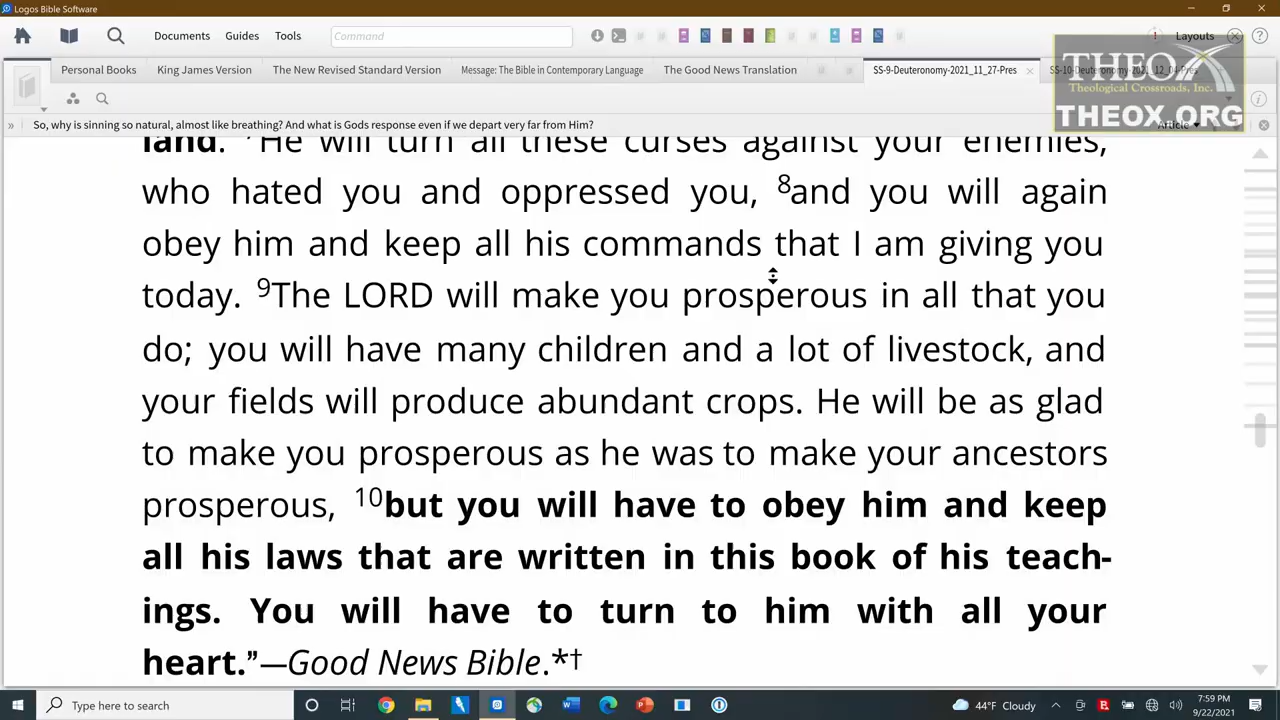 Logos Bible Software
Documents Guides Tools Command Layouts
Personal Books King James Version The New Revised The Bible in Contemporary Language The Good News Translation SS-9-Deuteronomy-2021_11_27-Pres SS-10-Deuteronomy-2021_12_04-Pres
THEOX
Theological Crossroads, Inc.
THEOX.ORG
» So, why is sinning so natural, almost like breathing? And what is Gods response even if we depart very far from Him? Article
land. 7He will turn all these curses against your enemies,
who hated you and oppressed you, 8and you will again
obey him and keep all his commands that I am giving you
today. 9The LORD will make you prosperous in all that you
do; you will have many children and a lot of livestock, and
your fields will produce abundant crops. He will be as glad
to make you prosperous as he was to make your ancestors
prosperous, 10but you will have to obey him and keep
all his laws that are written in this book of his teach-
ings. You will have to turn to him with all your
heart.”—Good News Bible.*†
Type here to search 44°F Cloudy 7:59 PM
9/22/2021